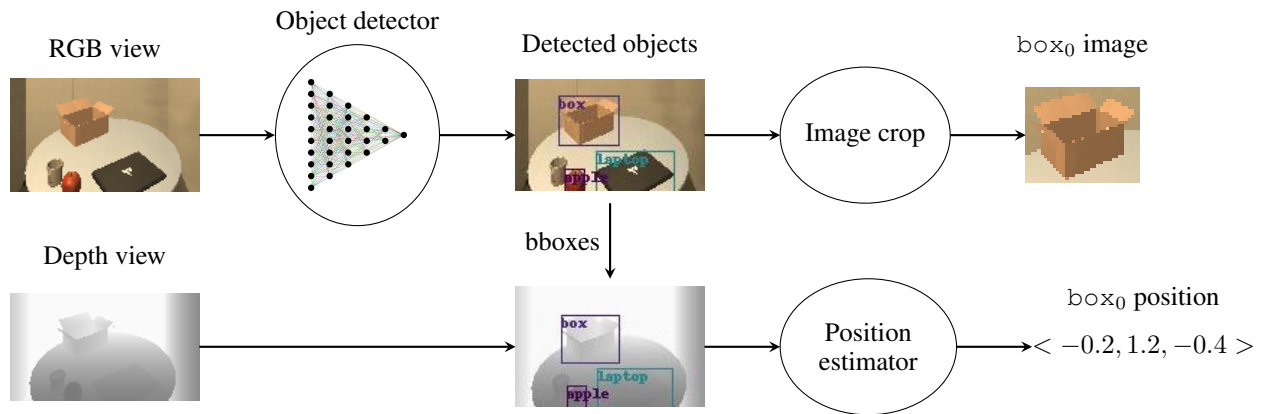 Object detector
RGB view
Detected objects
box₀ image
box
laptop
apple
Image crop
bboxes
Depth view
box₀ position
box
laptop
apple
Position
estimator
< −0.2, 1.2, −0.4 >